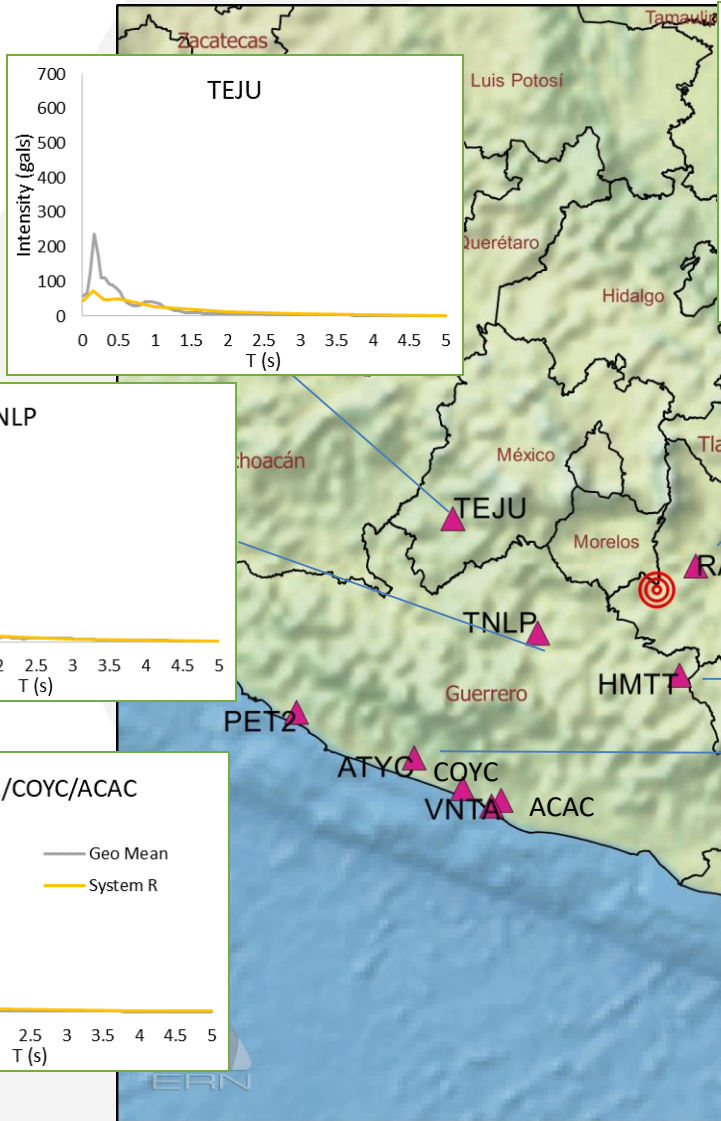 Zacatecas
Tamaulip
TEJU
Luis Potosí
Intensity (gals)
700
600
500
400
300
200
100
0
0 0.5 1 1.5 2 2.5 3 3.5 4 4.5 5
T (s)
Querétaro
Hidalgo
NLP
choacán
México
Tla
TEJU
Morelos
RA
TNLP
2 2.5 3 3.5 4 4.5 5
T (s)
HMTT
Guerrero
PET2
ATYC
COYC
VNTA
ACAC
/COYC/ACAC
Geo Mean
System R
2.5 3 3.5 4 4.5 5
T (s)
ERN